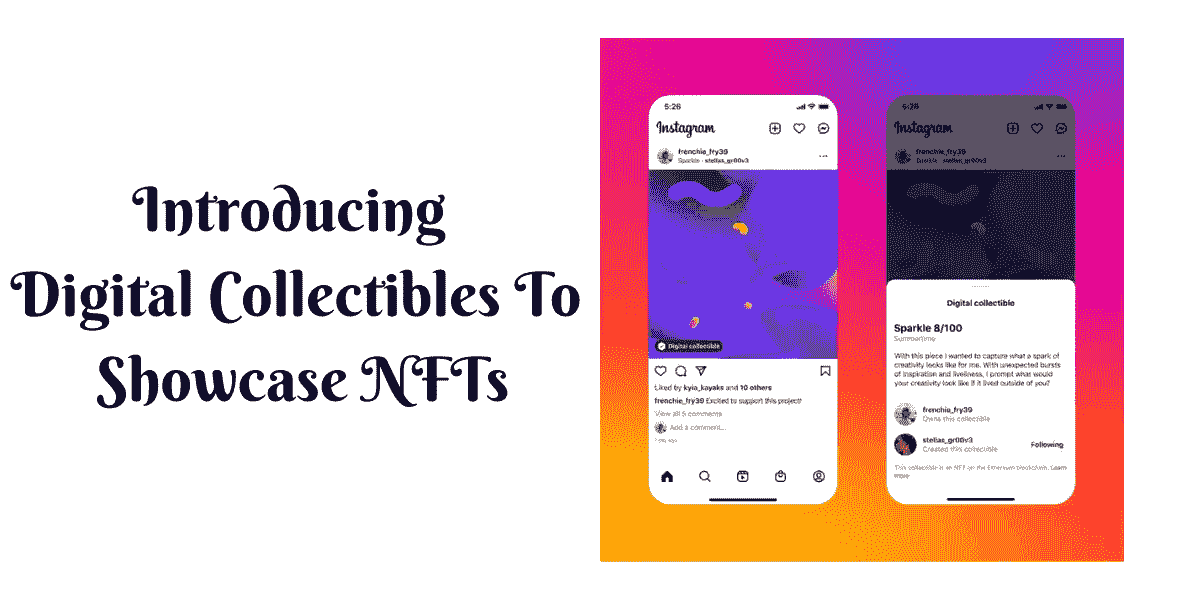 Introducing
Digital Collectibles To
Showcase NFTs
5:26
Instagram
frenchie_fry39
Sparkle · stellas_gr00v3
Digital collectible
Liked by kyia_kayaks and 10 others
frenchie_fry39 Excited to support this project!
View all 5 comments
Add a comment...
5:26
Instagram
frenchie_fry39
Sparkle · stellas_gr00v3
Digital collectible
Sparkle 8/100
Summertime
With this piece I wanted to capture what a spark of
creativity looks like for me. With unexpected bursts
of inspiration and liveliness, I prompt what would
your creativity look like if it lived outside of you?
frenchie_fry39
Owns this collectible
stellas_gr00v3
Created this collectible
Following
This collectible is an NFT on the Ethereum blockchain. Learn
more